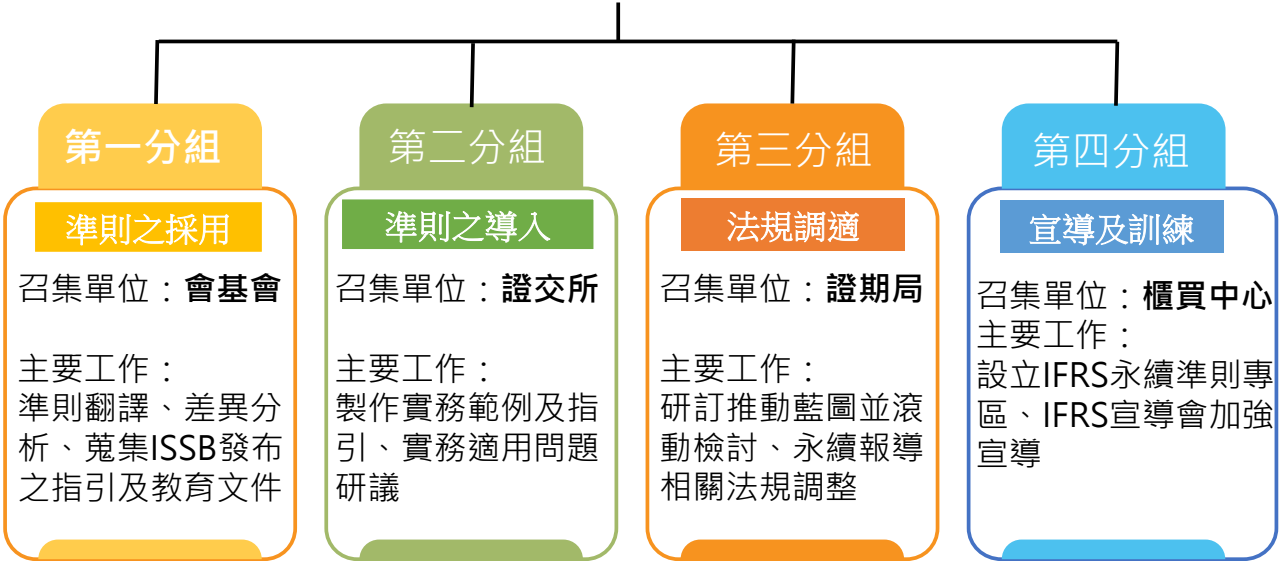 第一分組
準則之採用
召集單位：會基會
主要工作：
準則翻譯、差異分
析、蒐集ISSB發布
之指引及教育文件
第二分組
準則之導入
召集單位：證交所
主要工作：
製作實務範例及指
引、實務適用問題
研議
第三分組
法規調適
召集單位：證期局
主要工作：
研訂推動藍圖並滾
動檢討、永續報導
相關法規調整
第四分組
宣導及訓練
召集單位：櫃買中心
主要工作：
設立IFRS永續準則專
區、IFRS宣導會加強
宣導